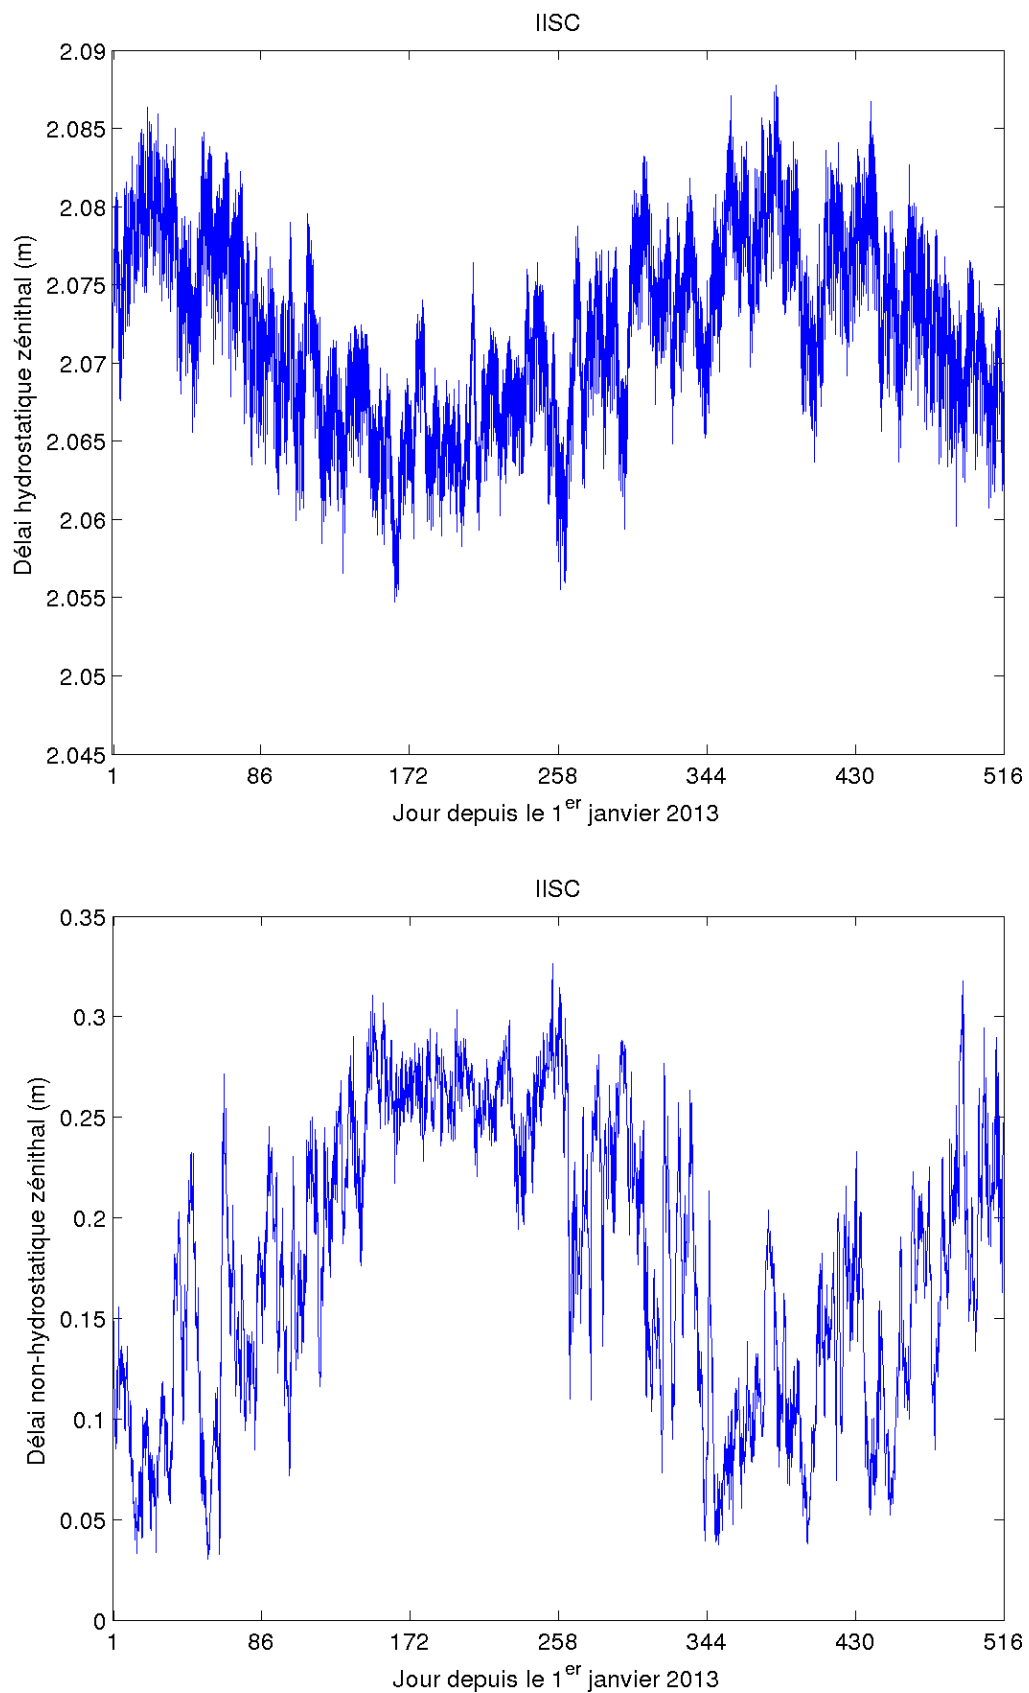 IISC
2.09
2.085
2.08
2.075
2.07
2.065
2.06
2.055
2.05
2.045
Délai hydrostatique zénithal (m)
1 86 172 258 344 430 516
Jour depuis le 1er janvier 2013
IISC
0.35
0.3
0.25
0.2
0.15
0.1
0.05
0
Délai non-hydrostatique zénithal (m)
1 86 172 258 344 430 516
Jour depuis le 1er janvier 2013